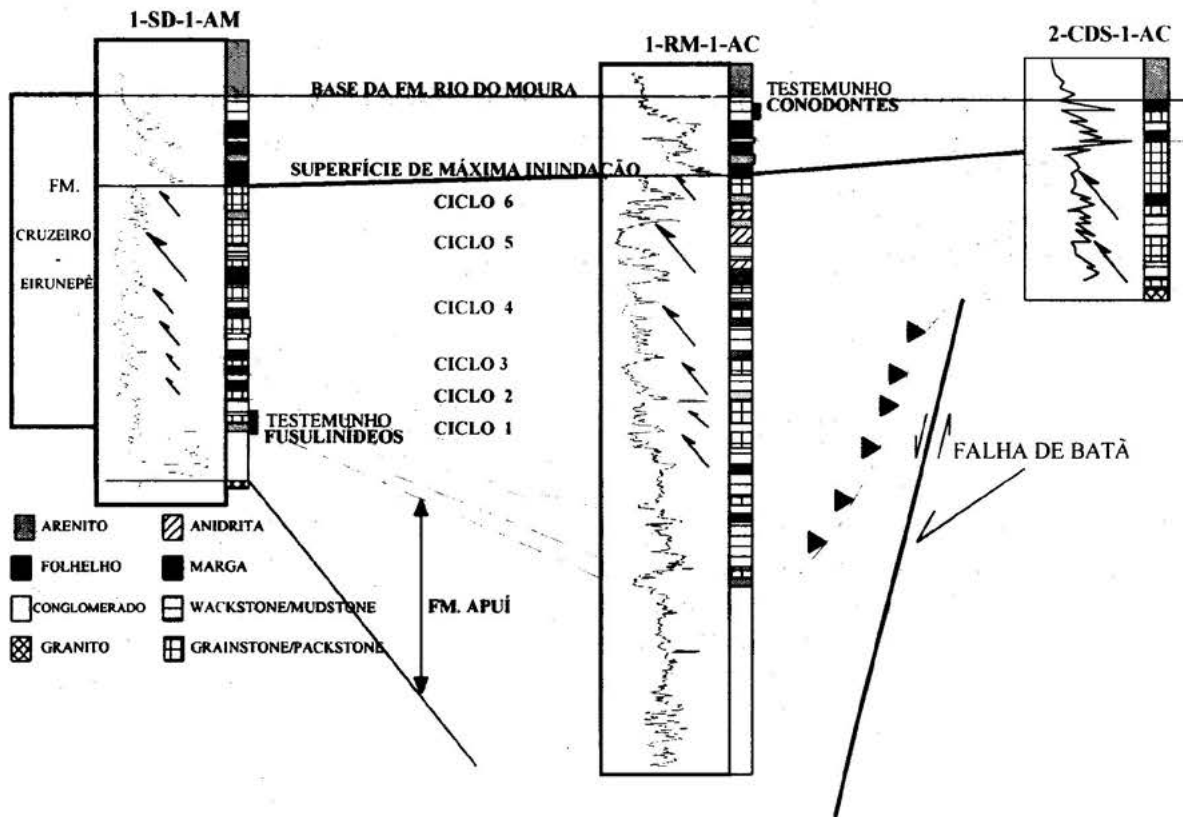 1-SD-1-AM
1-RM-1-AC
2-CDS-1-AC
BASE DA FM. RIO DO MOURA
TESTEMUNHO
CONODONTES
SUPERFÍCIE DE MÁXIMA INUNDAÇÃO
FM.
CRUZEIRO
-
EIRUNEPÊ
CICLO 6
CICLO 5
CICLO 4
CICLO 3
CICLO 2
CICLO 1
TESTEMUNHO
FUSULINÍDEOS
FALHA DE BATÃ
FM. APUÍ
ARENITO
FOLHELHO
CONGLOMERADO
GRANITO
ANIDRITA
MARGA
WACKSTONE/MUDSTONE
GRAINSTONE/PACKSTONE